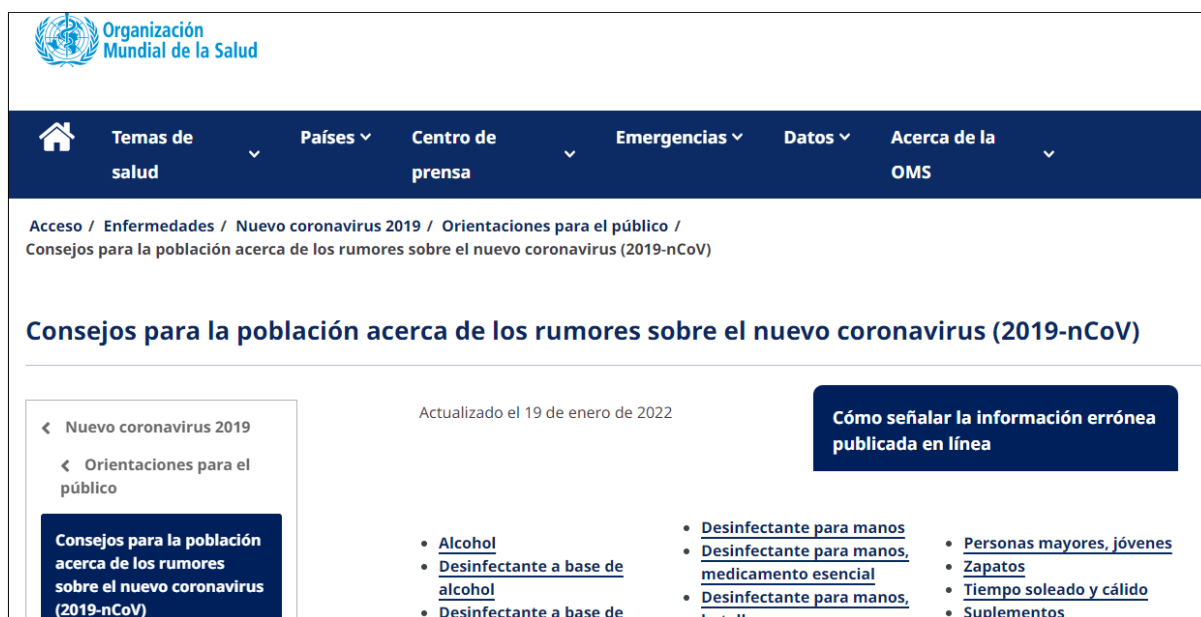 Organización
Mundial de la Salud
Temas de
salud
Países
Centro de
prensa
Emergencias
Datos
Acerca de la
OMS
Acceso / Enfermedades / Nuevo coronavirus 2019 / Orientaciones para el público /
Consejos para la población acerca de los rumores sobre el nuevo coronavirus (2019-nCoV)
Consejos para la población acerca de los rumores sobre el nuevo coronavirus (2019-nCoV)
Nuevo coronavirus 2019
Orientaciones para el
público
Consejos para la población
acerca de los rumores
sobre el nuevo coronavirus
(2019-nCoV)
Actualizado el 19 de enero de 2022
Cómo señalar la información errónea
publicada en línea
Alcohol
Desinfectante a base de
alcohol
Desinfectante a base de
Desinfectante para manos
Desinfectante para manos,
medicamento esencial
Desinfectante para manos,
Personas mayores, jóvenes
Zapatos
Tiempo soleado y cálido
Suplementos